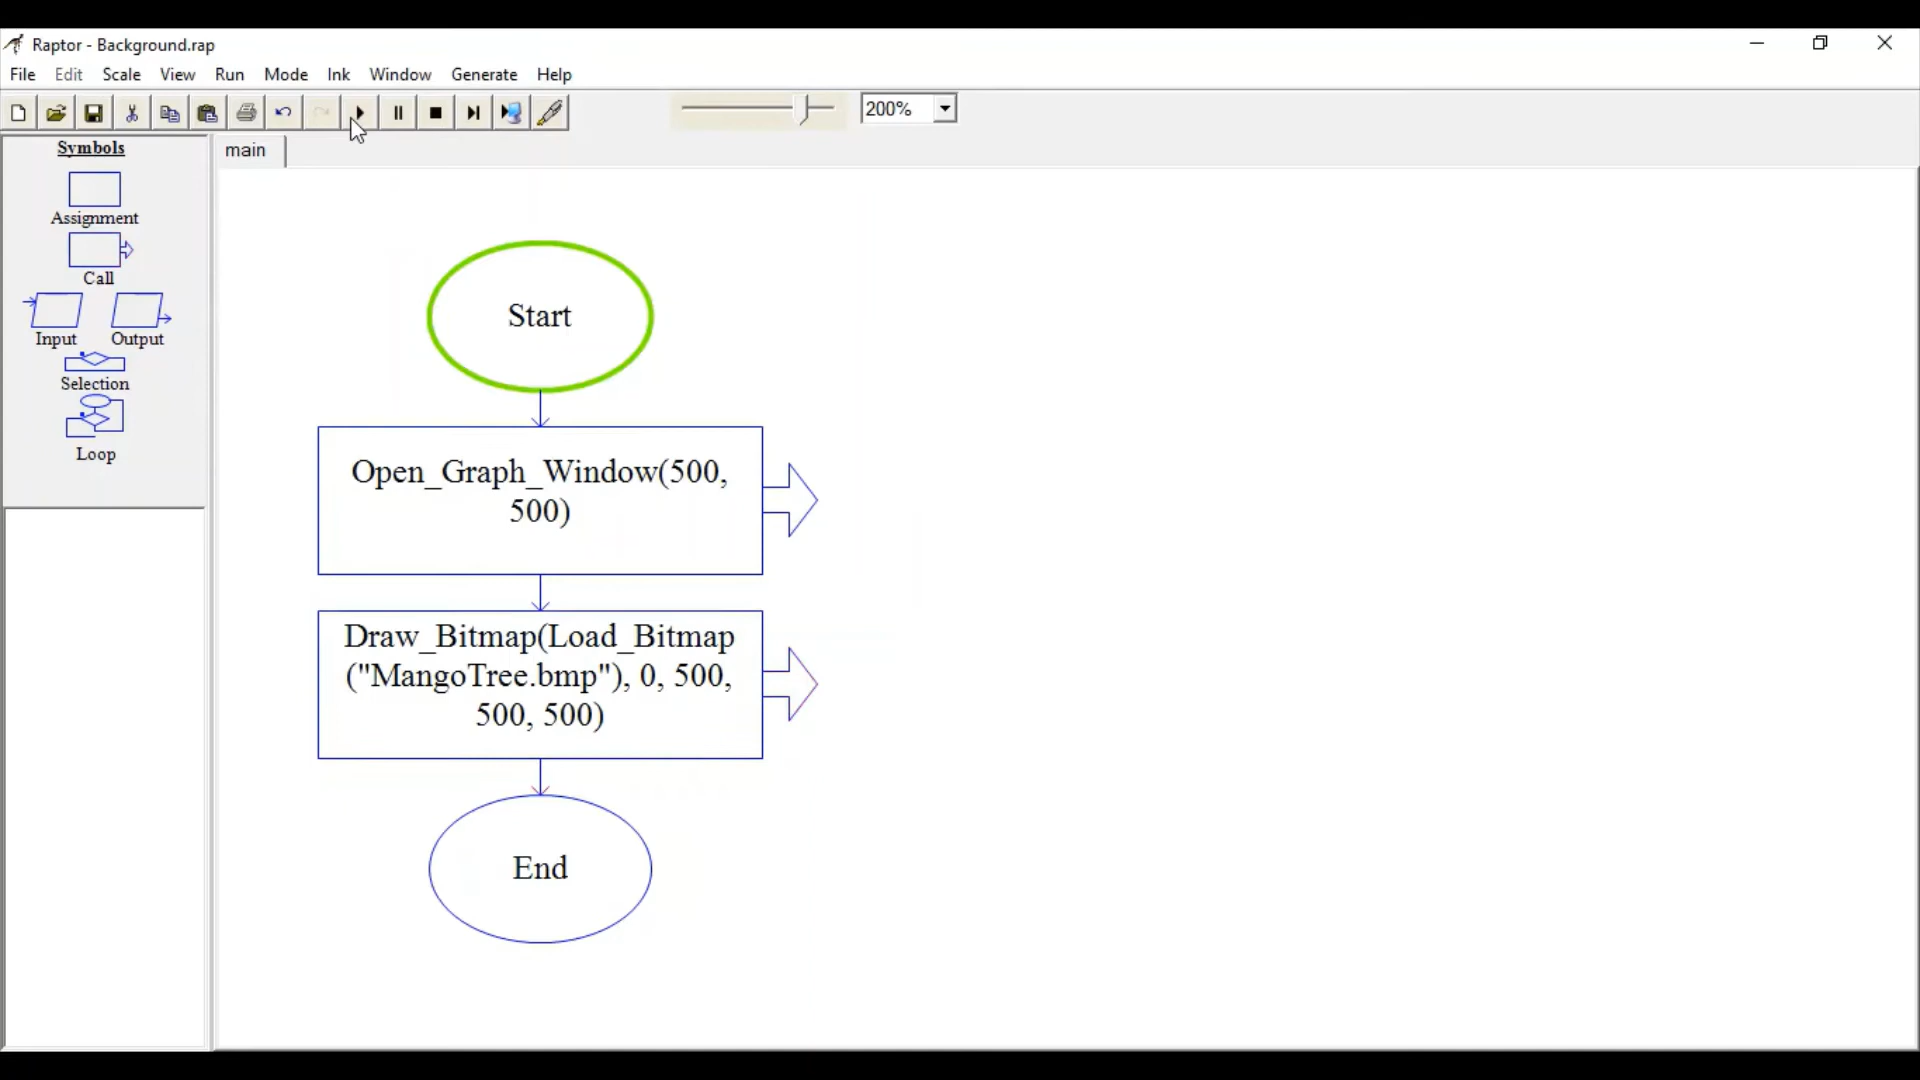 Raptor - Background.rap
File Edit Scale View Run Mode Ink Window Generate Help
200%
Symbols
main
Assignment
Call
Input Output
Selection
Loop
Start
Open_Graph_Window(500,
500)
Draw_Bitmap(Load_Bitmap
("MangoTree.bmp"), 0, 500,
500, 500)
End